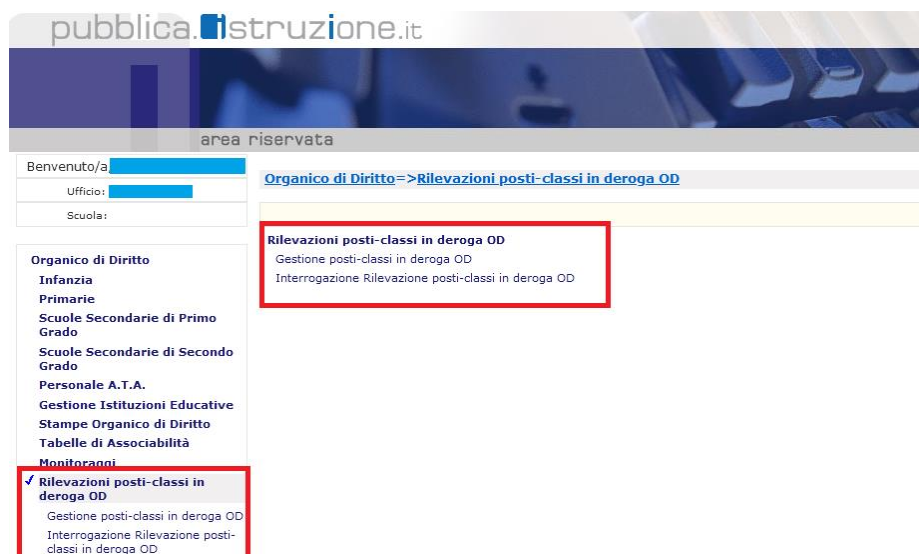 pubblica.istruzione.it
area riservata
Benvenuto/a
Ufficio:
Scuola:
Organico di Diritto=>Rilevazioni posti-classi in deroga OD
Rilevazioni posti-classi in deroga OD
Gestione posti-classi in deroga OD
Interrogazione Rilevazione posti-classi in deroga OD
Organico di Diritto
Infanzia
Primarie
Scuole Secondarie di Primo
Grado
Scuole Secondarie di Secondo
Grado
Personale A.T.A.
Gestione Istituzioni Educative
Stampe Organico di Diritto
Tabelle di Associabilità
Monitoraggi
Rilevazioni posti-classi in
deroga OD
Gestione posti-classi in deroga OD
Interrogazione Rilevazione posti-
classi in deroga OD